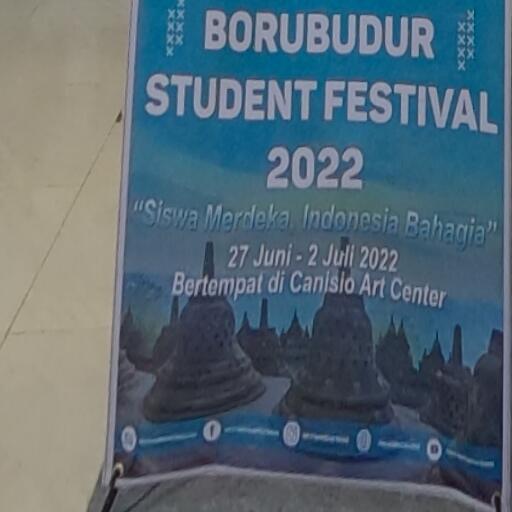 BORUBUDUR
STUDENT FESTIVAL
2022
"Siswa Merdeka, Indonesia Bahagia"
27 Juni - 2 Juli 2022
Bertempat di Canisio Art Center